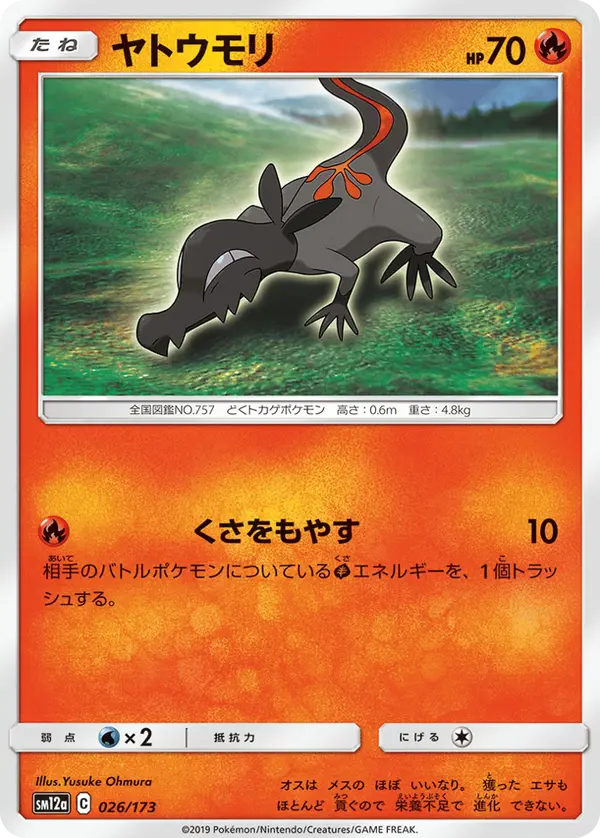 たね ヤトウモリ HP70
全国図鑑NO.757 どくトカゲポケモン 高さ：0.6m 重さ：4.8kg
くさをもやす 10
相手のバトルポケモンについている草エネルギーを、1個トラッ
シュする。
弱点 ×2 抵抗力 にげる
Illus.Yusuke Ohmura
sm12a C 026/173
オスは メスの ほぼ いいなり。 獲った エサも
ほとんど 貢ぐので 栄養不足で 進化 できない。
©2019 Pokémon/Nintendo/Creatures/GAME FREAK.